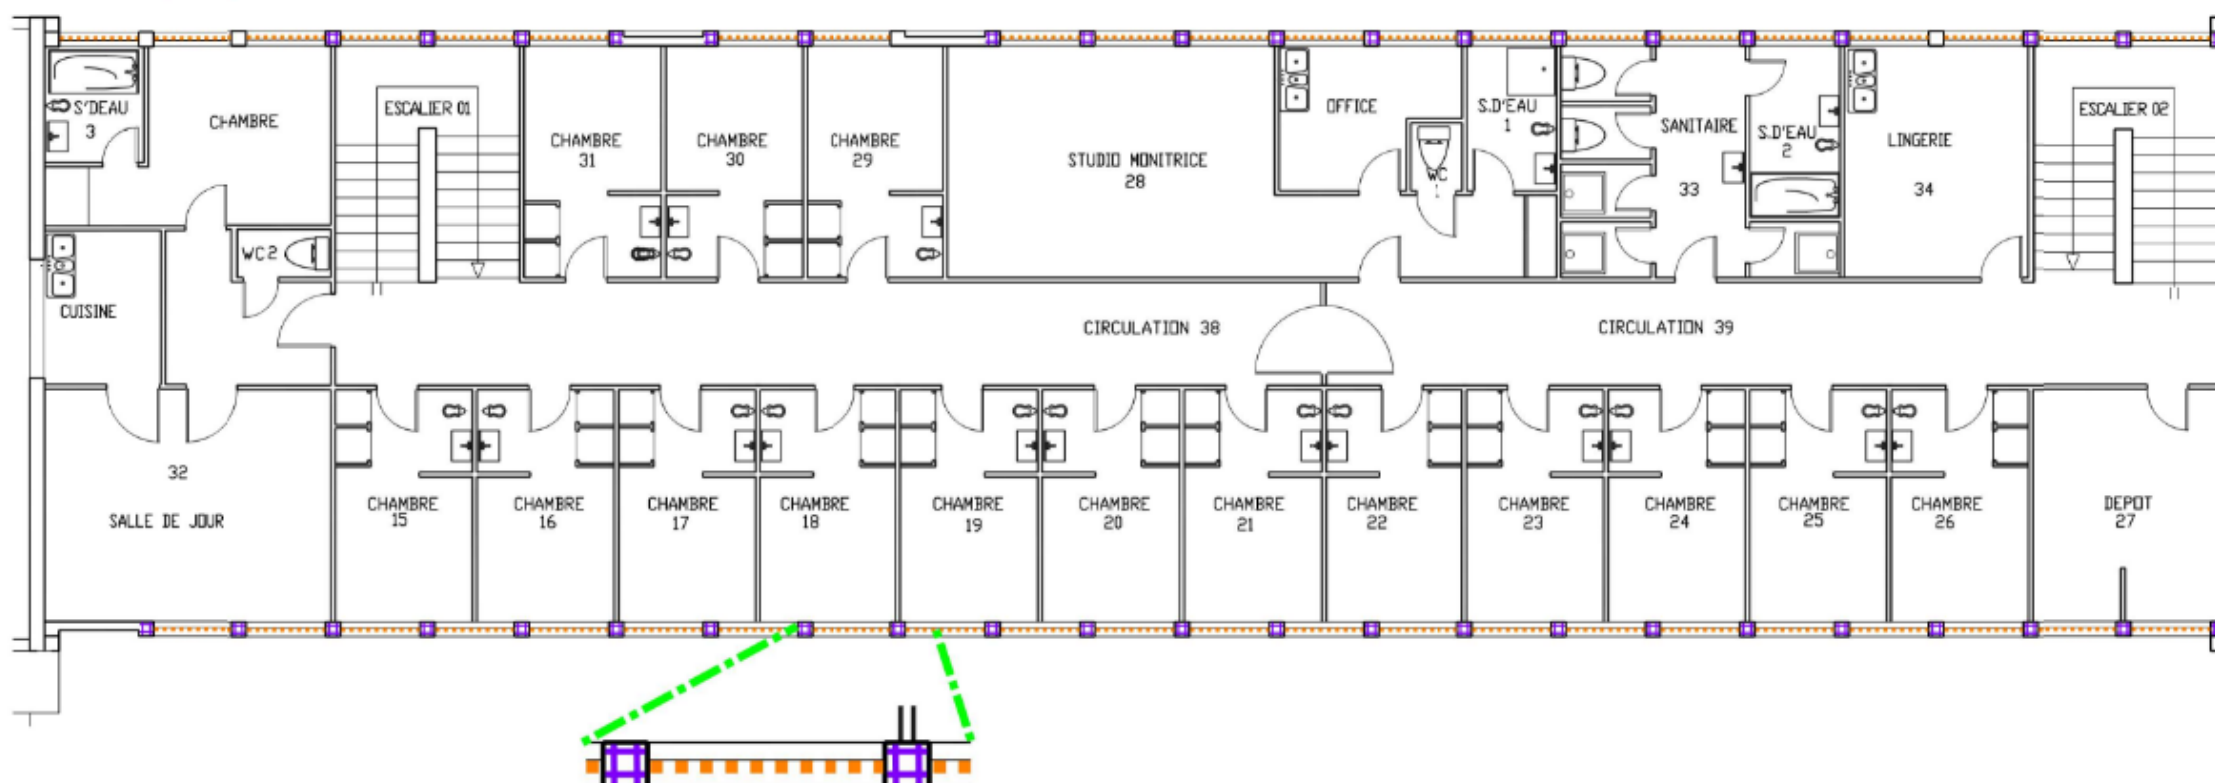 S'DEAU
3
CHAMBRE
ESCALIER 01
CHAMBRE
31
CHAMBRE
30
CHAMBRE
29
STUDIO MONITRICE
28
OFFICE
WC
S.D'EAU
1
SANITAIRE
33
S.D'EAU
2
LINGERIE
34
ESCALIER 02
WC2
CUISINE
CIRCULATION 38
CIRCULATION 39
32
SALLE DE JOUR
CHAMBRE
15
CHAMBRE
16
CHAMBRE
17
CHAMBRE
18
CHAMBRE
19
CHAMBRE
20
CHAMBRE
21
CHAMBRE
22
CHAMBRE
23
CHAMBRE
24
CHAMBRE
25
CHAMBRE
26
DEPOT
27